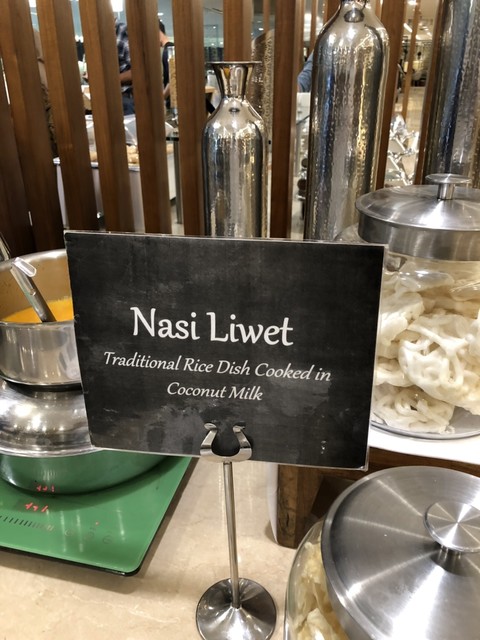 Nasi Liwet
Traditional Rice Dish Cooked in
Coconut Milk